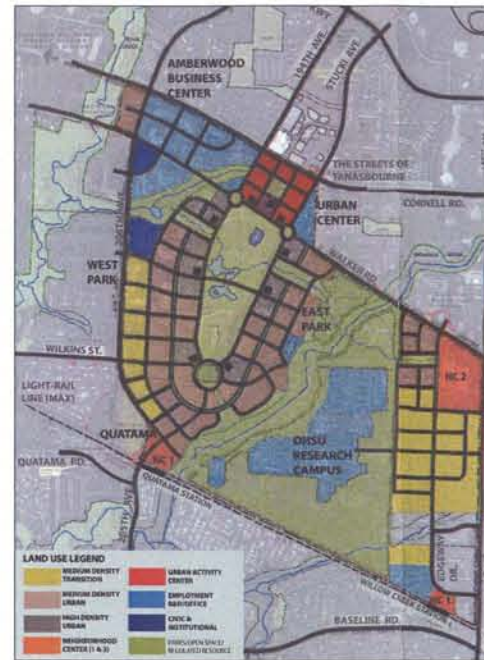 AMBERWOOD
BUSINESS
CENTER
194TH AVE.
STUCKI AVE.
THE STREETS OF
TANASBOURNE
CORNELL RD.
URBAN
CENTER
WALKER RD.
WEST
PARK
EAST
PARK
WILKINS ST.
LIGHT-RAIL
LINE (MAX)
QUATAMA
NC 1
NC 2
QUATAMA RD.
QUATAMA STATION
205TH AVE
OHSU
RESEARCH
CAMPUS
EDGEWAY
DR.
WILLOW CREEK STATION
BASELINE RD.
LAND USE LEGEND
MEDIUM DENSITY
TRANSITION
MEDIUM DENSITY
URBAN
HIGH DENSITY
URBAN
NEIGHBORHOOD
CENTER (1 & 2)
URBAN ACTIVITY
CENTER
EMPLOYMENT
R&D/OFFICE
CIVIC &
INSTITUTIONAL
PARKS/OPEN SPACE/
REGULATED RESOURCE